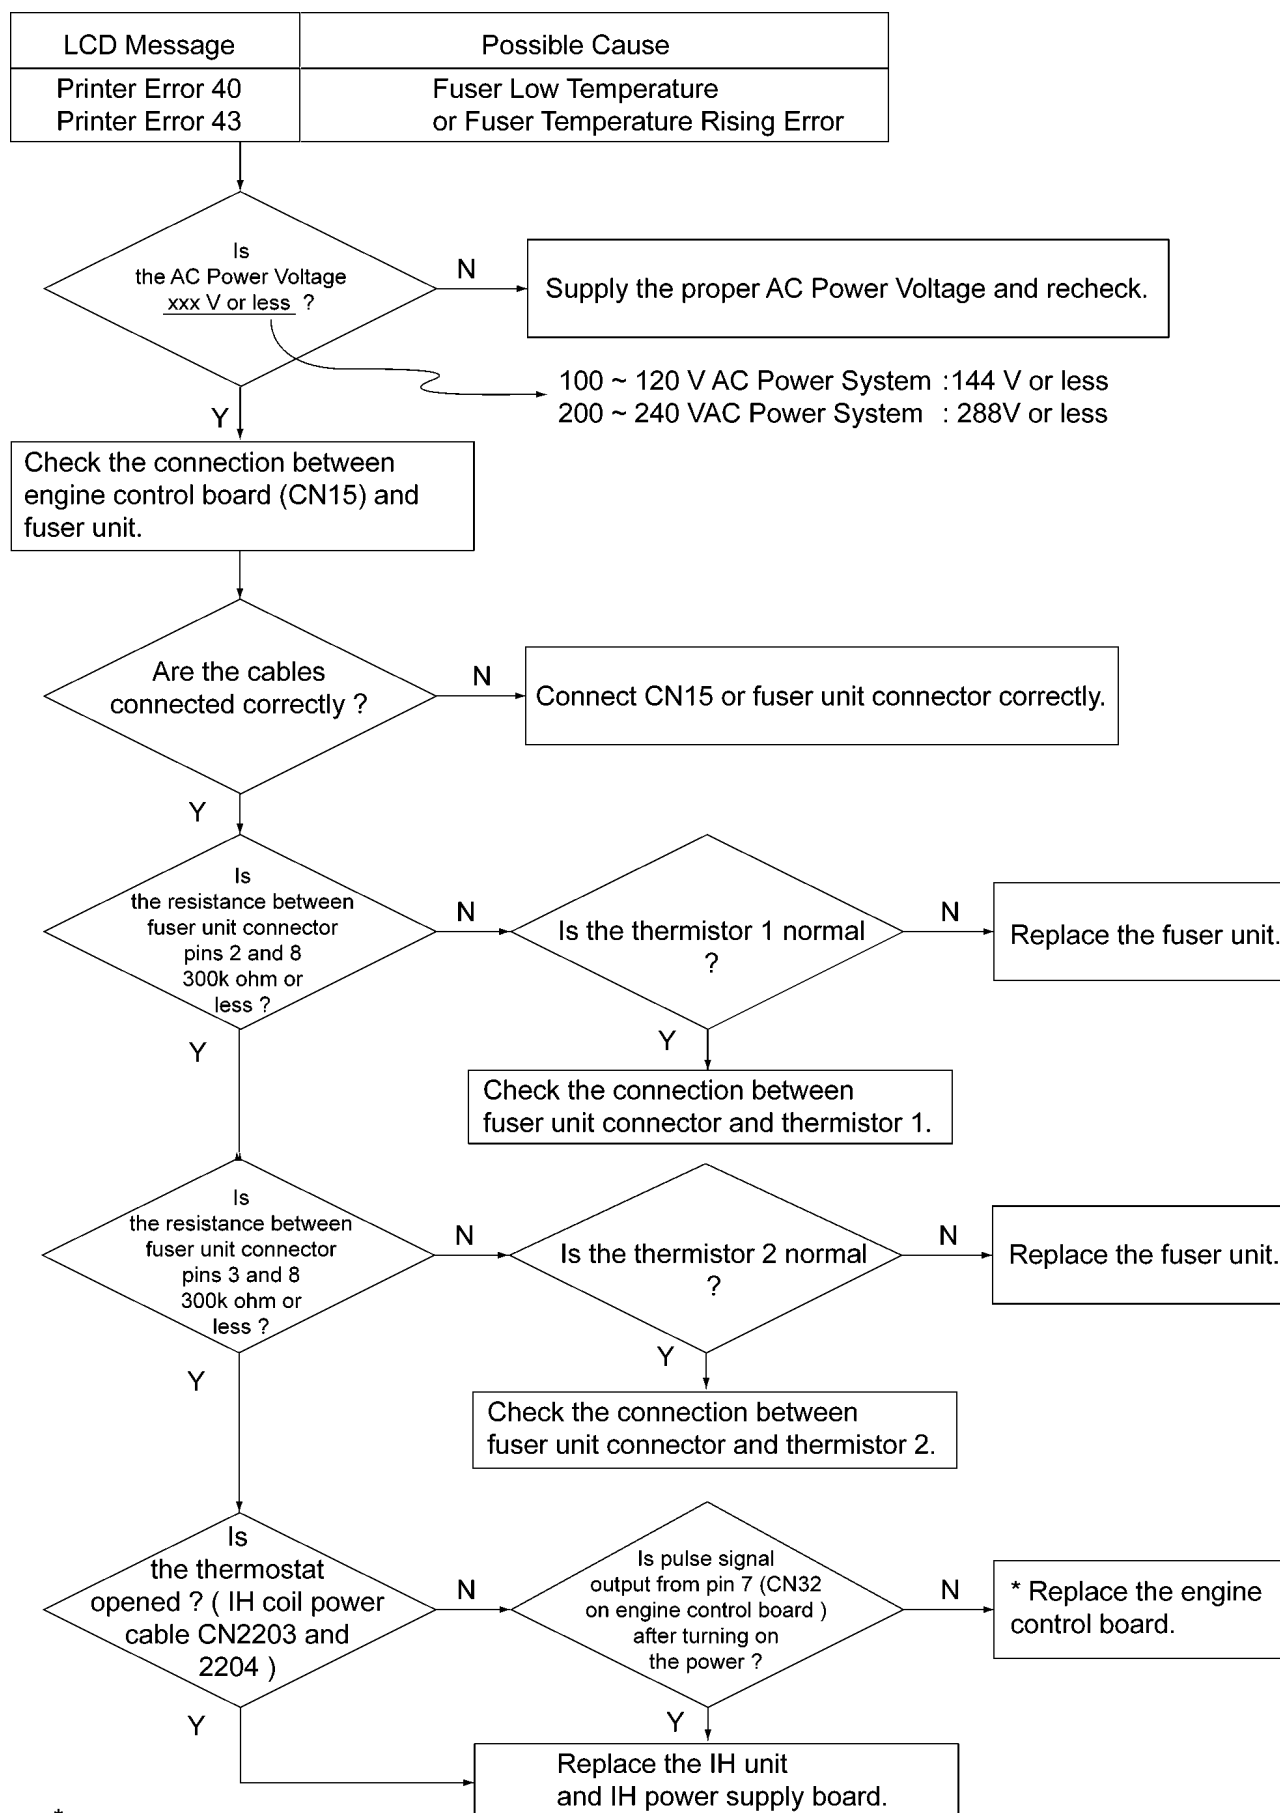 LCD Message
Possible Cause
Printer Error 40
Fuser Low Temperature
Printer Error 43
or Fuser Temperature Rising Error
Is
the AC Power Voltage
xxx V or less ?
N
Supply the proper AC Power Voltage and recheck.
100 ~ 120 V AC Power System :144 V or less
200 ~ 240 VAC Power System : 288V or less
Y
Check the connection between
engine control board (CN15) and
fuser unit.
Are the cables
connected correctly ?
N
Connect CN15 or fuser unit connector correctly.
Y
Is
the resistance between
fuser unit connector
pins 2 and 8
300k ohm or
less ?
N
Is the thermistor 1 normal
?
N
Replace the fuser unit.
Y
Y
Check the connection between
fuser unit connector and thermistor 1.
Is
the resistance between
fuser unit connector
pins 3 and 8
300k ohm or
less ?
N
Is the thermistor 2 normal
?
N
Replace the fuser unit.
Y
Y
Check the connection between
fuser unit connector and thermistor 2.
Is
the thermostat
opened ? ( IH coil power
cable CN2203 and
2204 )
N
Is pulse signal
output from pin 7 (CN32
on engine control board )
after turning on
the power ?
N
* Replace the engine
control board.
Y
Y
Replace the IH unit
and IH power supply board.
*